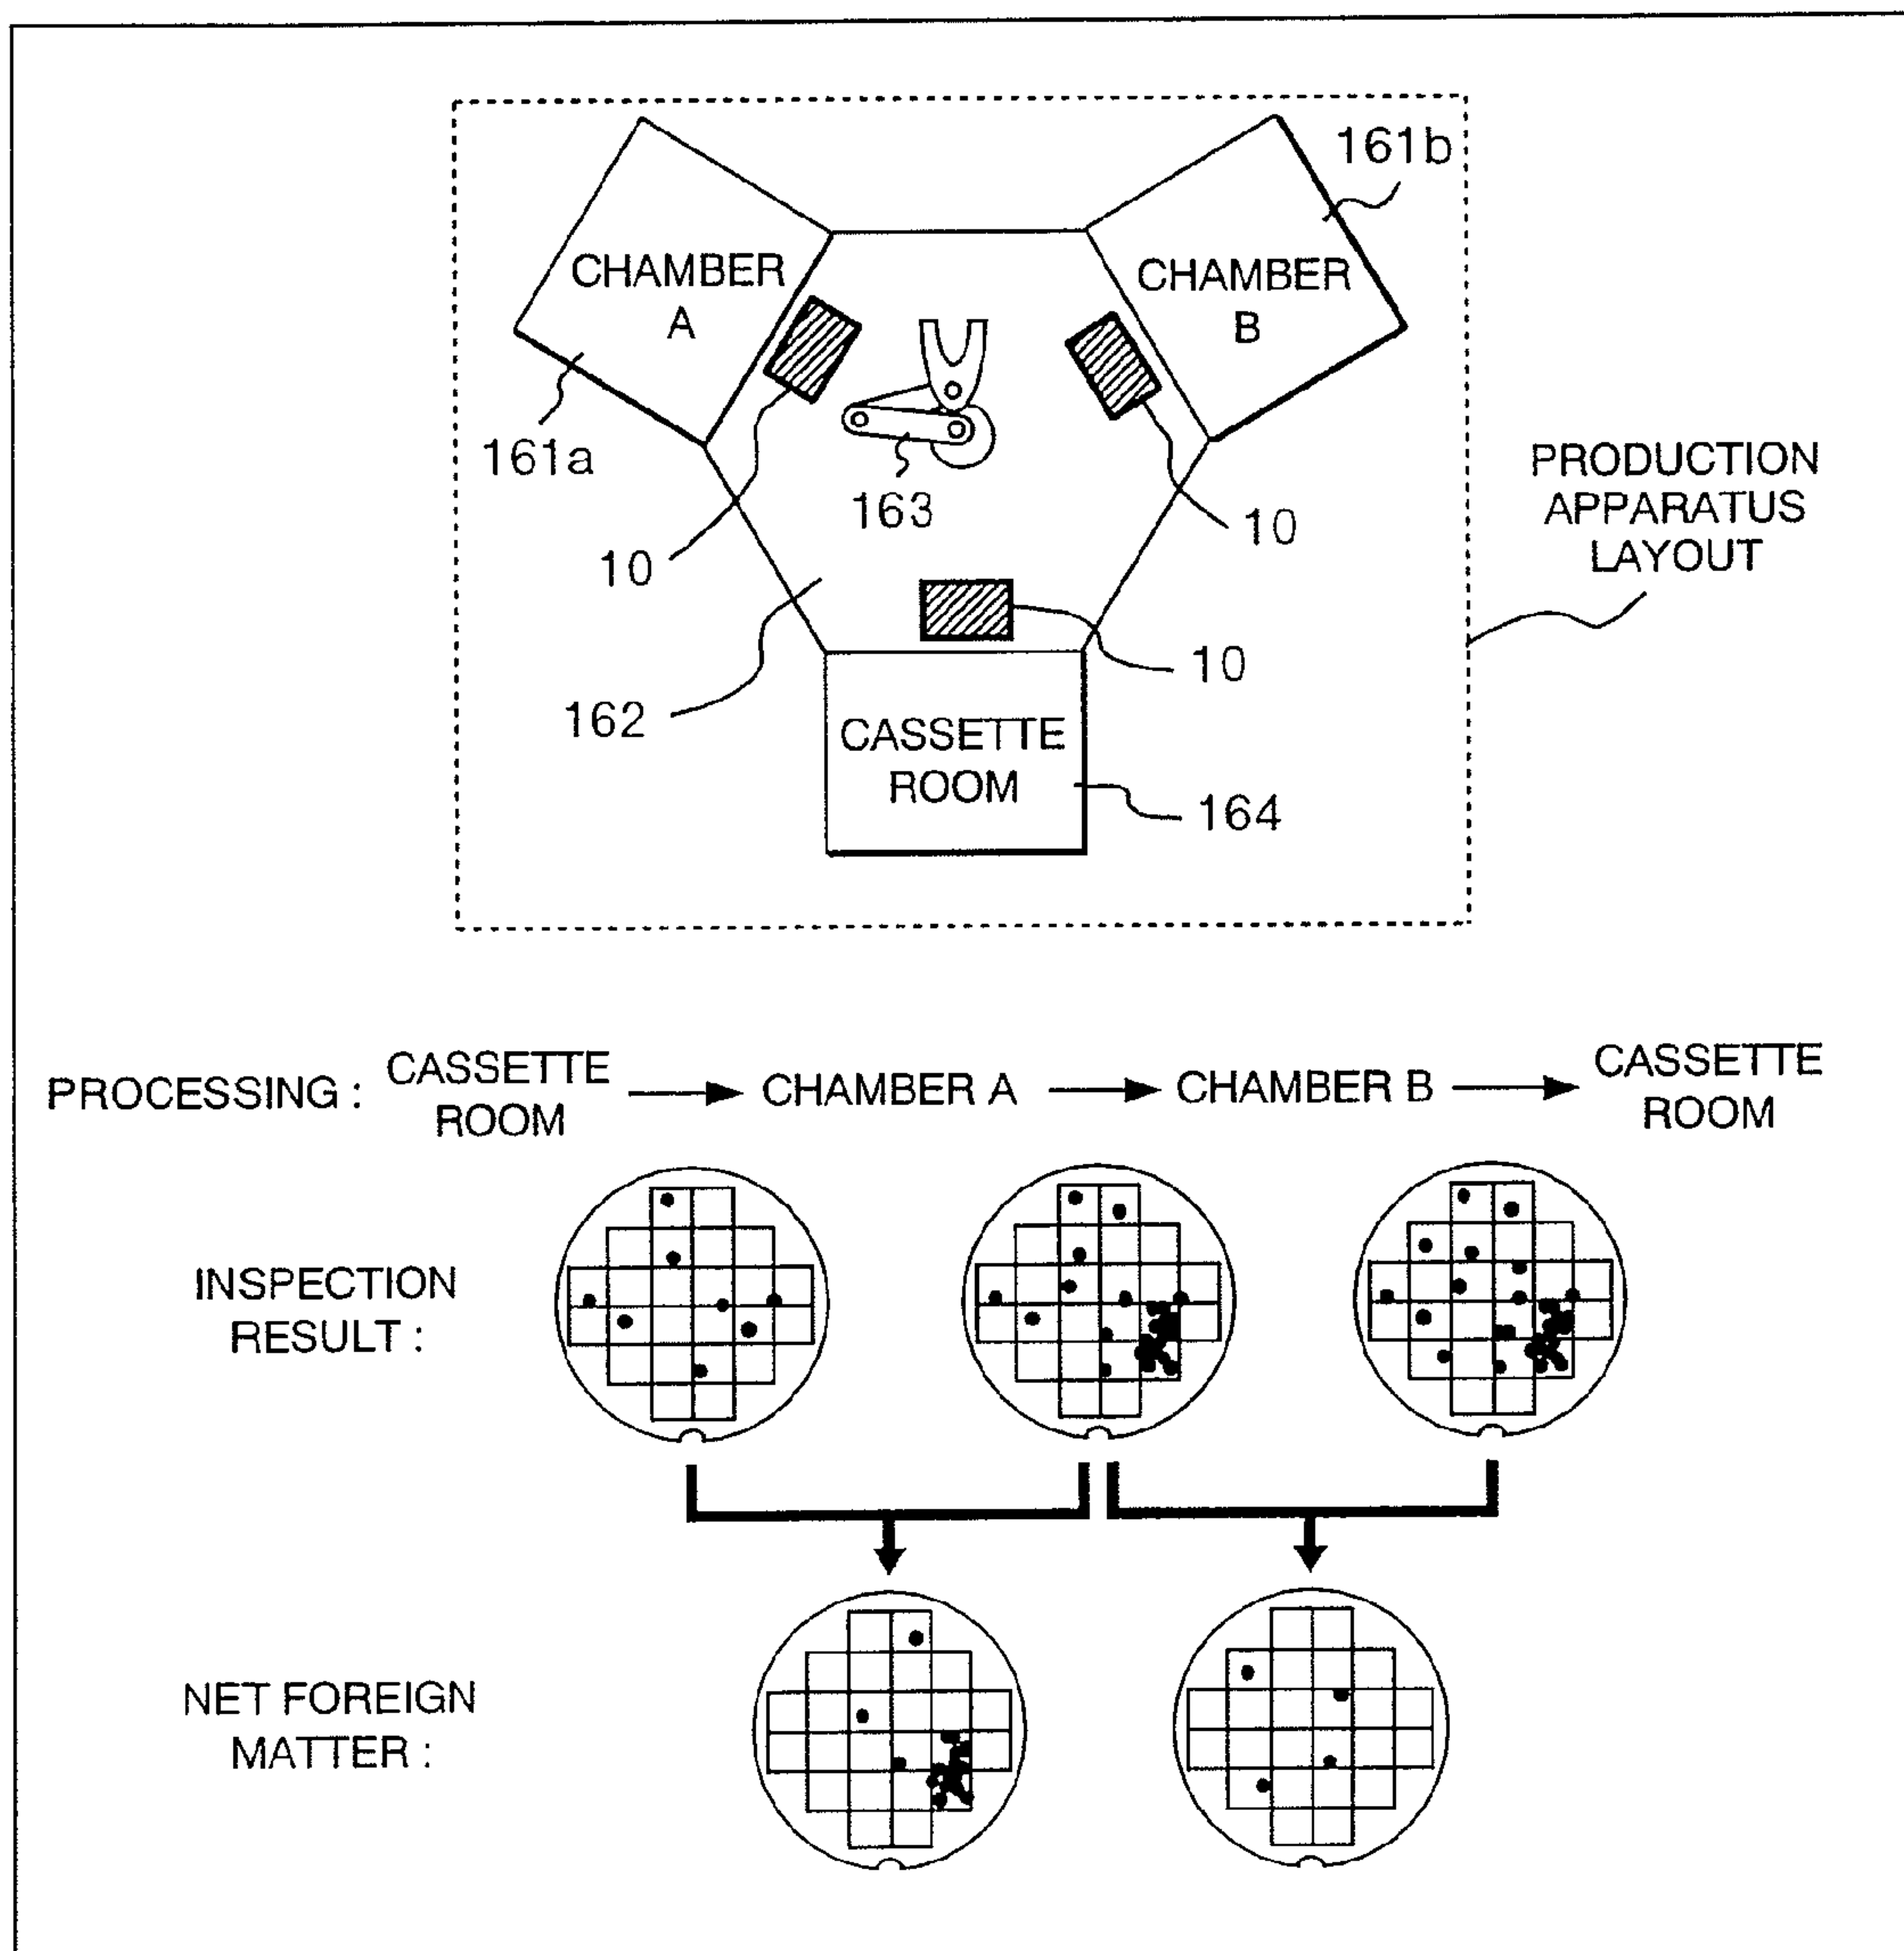 161b
CHAMBER
A
CHAMBER
B
161a
163
10
10
PRODUCTION
APPARATUS
LAYOUT
10
162
CASSETTE
ROOM
164
PROCESSING : CASSETTE ROOM → CHAMBER A → CHAMBER B → CASSETTE ROOM
INSPECTION
RESULT :
NET FOREIGN
MATTER :